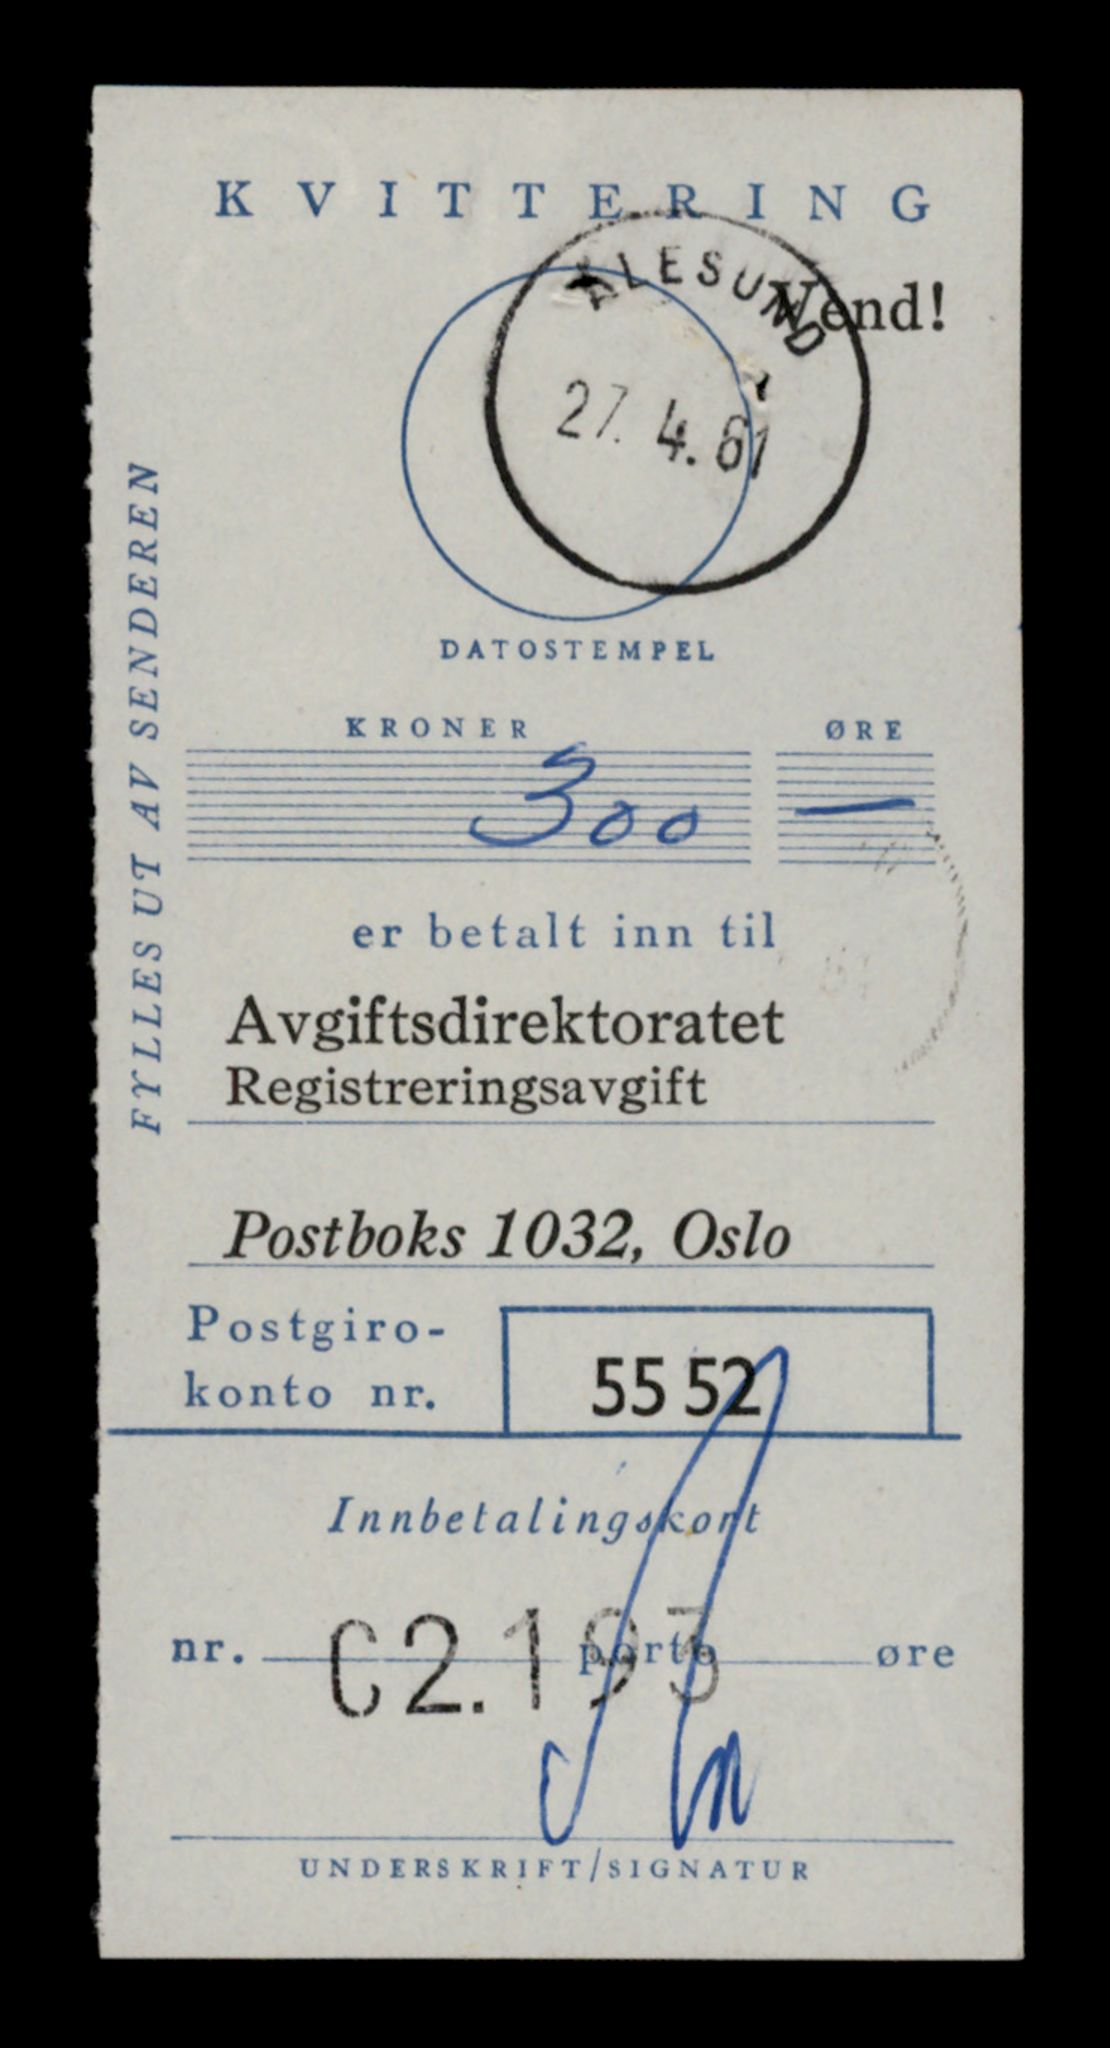 KVITTERING
Vend!
ÅLESUND
27. 4. 61
DATOSTEMPEL
FYLLES UT AV SENDEREN
KRONER ØRE
300 —
er betalt inn til
Avgiftsdirektoratet
Registreringsavgift
Postboks 1032, Oslo
Postgiro-
konto nr. 55 52
Innbetalingskort
nr. C2.193 porto øre
UNDERSKRIFT/SIGNATUR